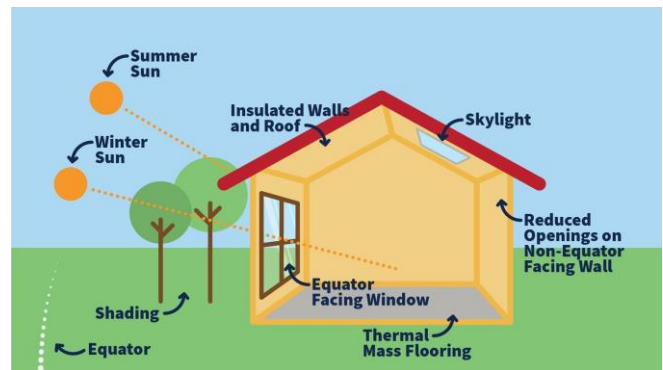 Summer
Sun
Winter
Sun
Insulated Walls
and Roof
Skylight
Reduced
Openings on
Non-Equator
Facing Wall
Equator
Facing Window
Shading
Thermal
Mass Flooring
Equator